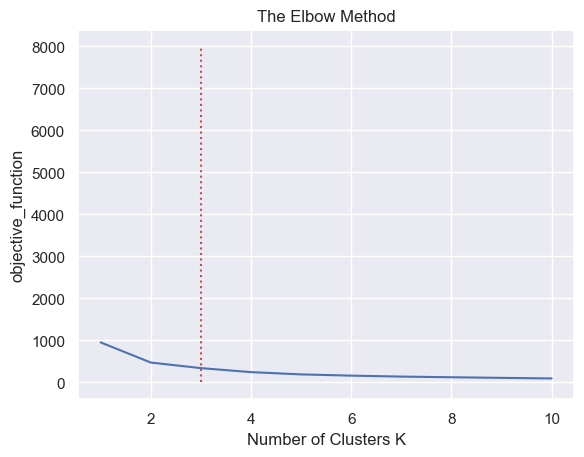 The Elbow Method
objective_function
8000
7000
6000
5000
4000
3000
2000
1000
0
2 4 6 8 10
Number of Clusters K